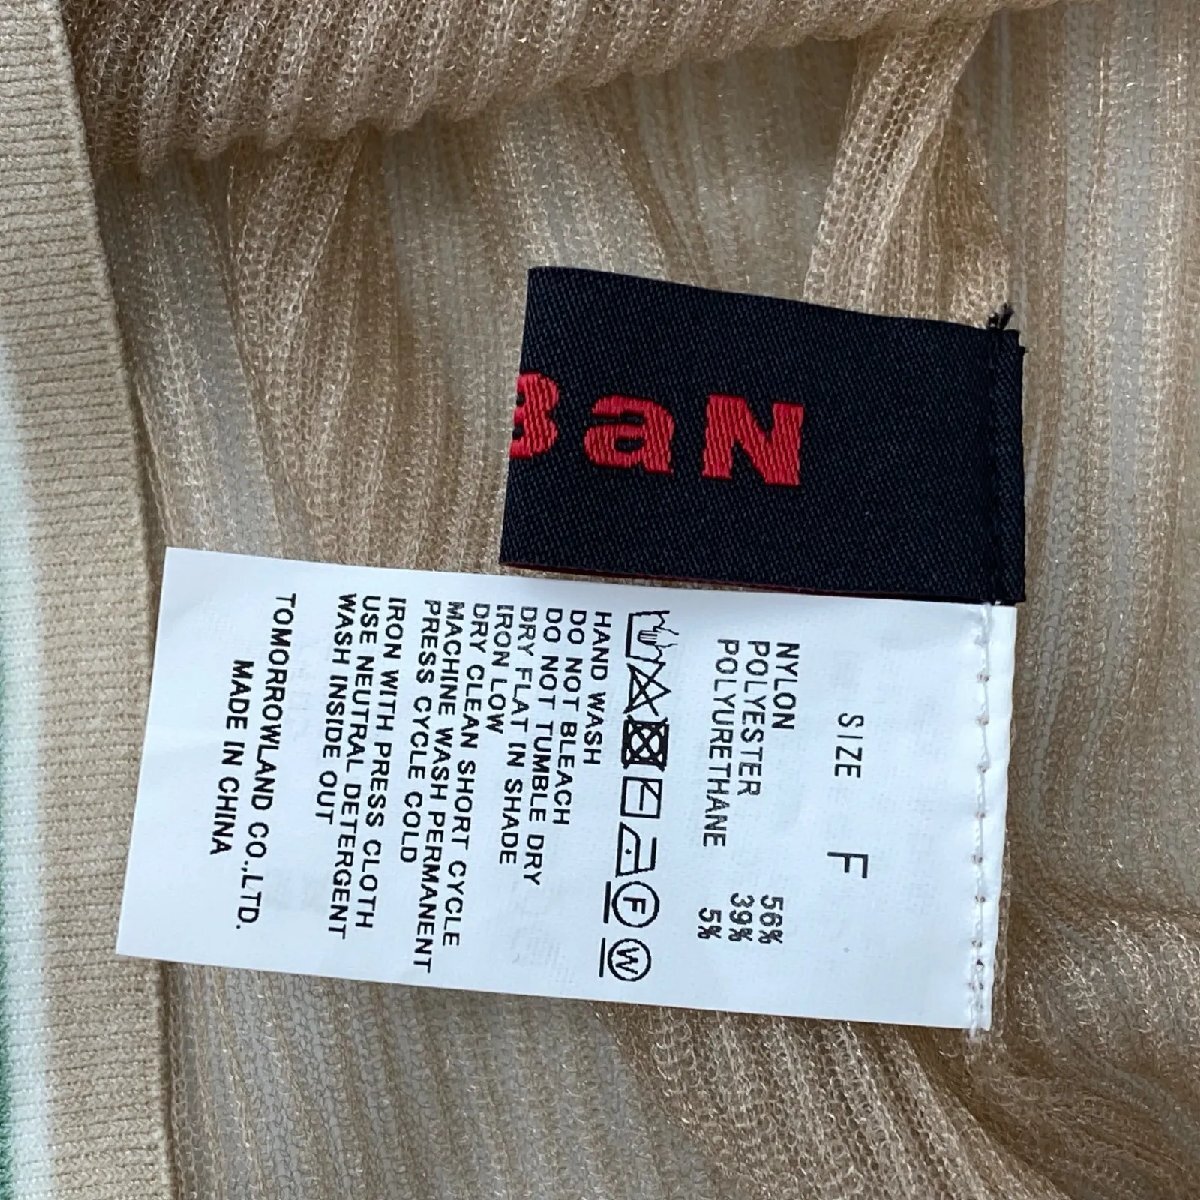 BaN
SIZE F
NYLON 56%
POLYESTER 39%
POLYURETHANE 5%
F W
HAND WASH
DO NOT BLEACH
DO NOT TUMBLE DRY
DRY FLAT IN SHADE
IRON LOW
DRY CLEAN SHORT CYCLE
MACHINE WASH PERMANENT
PRESS CYCLE COLD
IRON WITH PRESS CLOTH
USE NEUTRAL DETERGENT
WASH INSIDE OUT
TOMORROWLAND CO.,LTD.
MADE IN CHINA